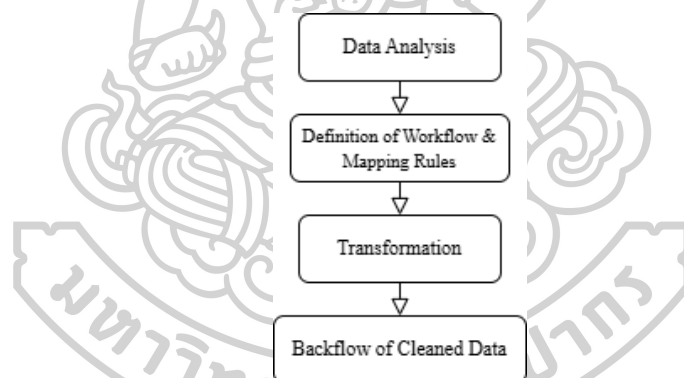 Data Analysis
Definition of Workflow &
Mapping Rules
Transformation
Backflow of Cleaned Data